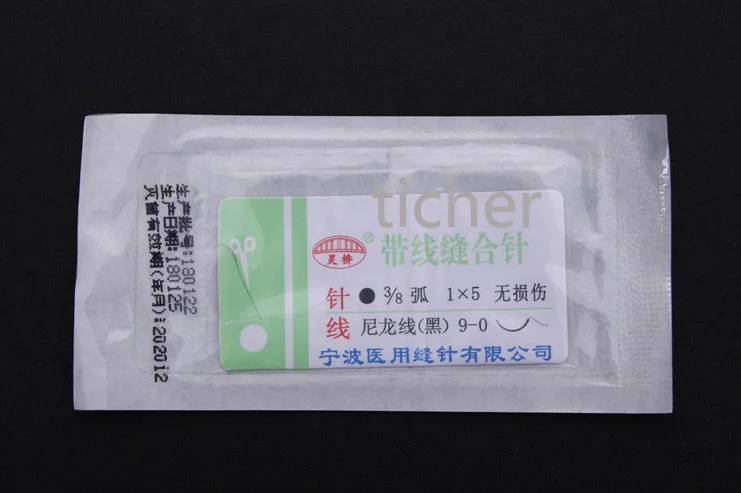 生产批号:180122
生产日期:180125
灭菌有效期(年月):202012
ticher
灵桥
®
带线缝合针
针 ● 3/8 弧 1×5 无损伤
线 尼龙线(黑) 9-0
宁波医用缝针有限公司